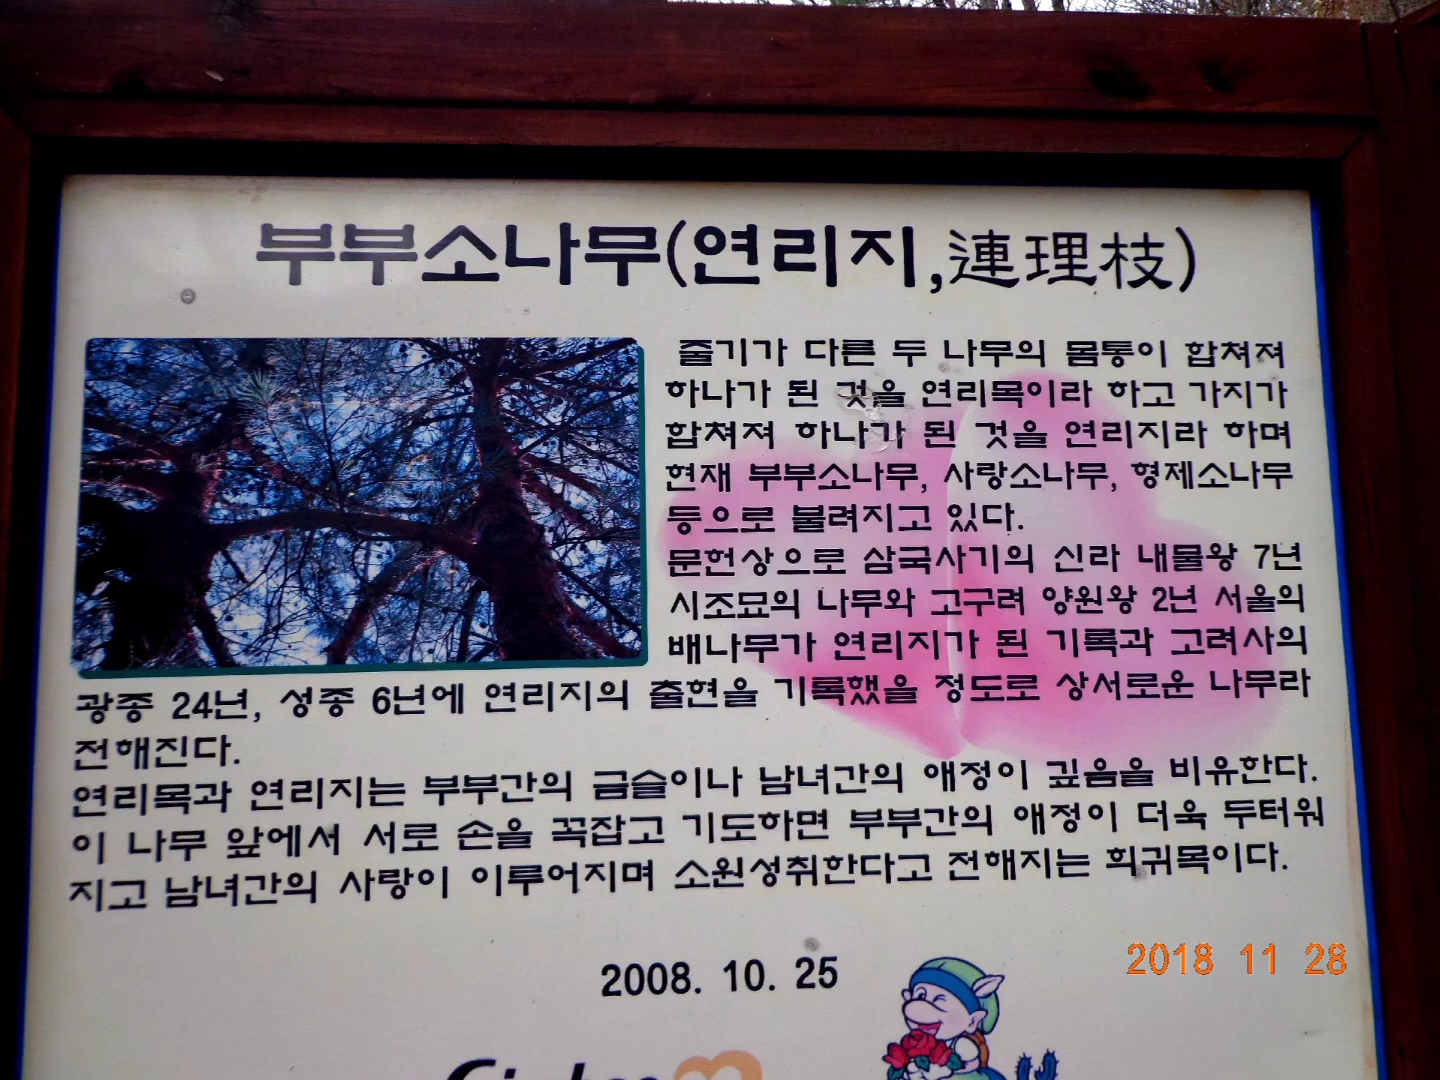 부부소나무(연리지,連理枝)
줄기가 다른 두 나무의 몸통이 합쳐져
하나가 된 것을 연리목이라 하고 가지가
합쳐져 하나가 된 것을 연리지라 하며
현재 부부소나무, 사랑소나무, 형제소나무
등으로 불려지고 있다.
문헌상으로 삼국사기의 신라 내물왕 7년
시조묘의 나무와 고구려 양원왕 2년 서울의
배나무가 연리지가 된 기록과 고려사의
광종 24년, 성종 6년에 연리지의 출현을 기록했을 정도로 상서로운 나무라
전해진다.
연리목과 연리지는 부부간의 금슬이나 남녀간의 애정이 깊음을 비유한다.
이 나무 앞에서 서로 손을 꼭잡고 기도하면 부부간의 애정이 더욱 두터워
지고 남녀간의 사랑이 이루어지며 소원성취한다고 전해지는 희귀목이다.
2008. 10. 25
2018 11 28